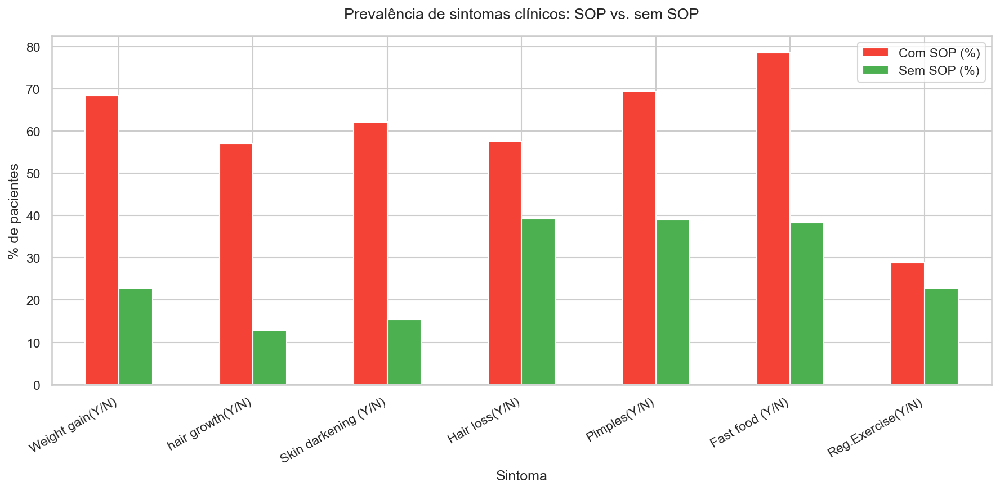 Prevalência de sintomas clínicos: SOP vs. sem SOP
Com SOP (%)
Sem SOP (%)
% de pacientes
80
70
60
50
40
30
20
10
0
Weight gain(Y/N)
hair growth(Y/N)
Skin darkening (Y/N)
Hair loss(Y/N)
Pimples(Y/N)
Fast food (Y/N)
Reg.Exercise(Y/N)
Sintoma